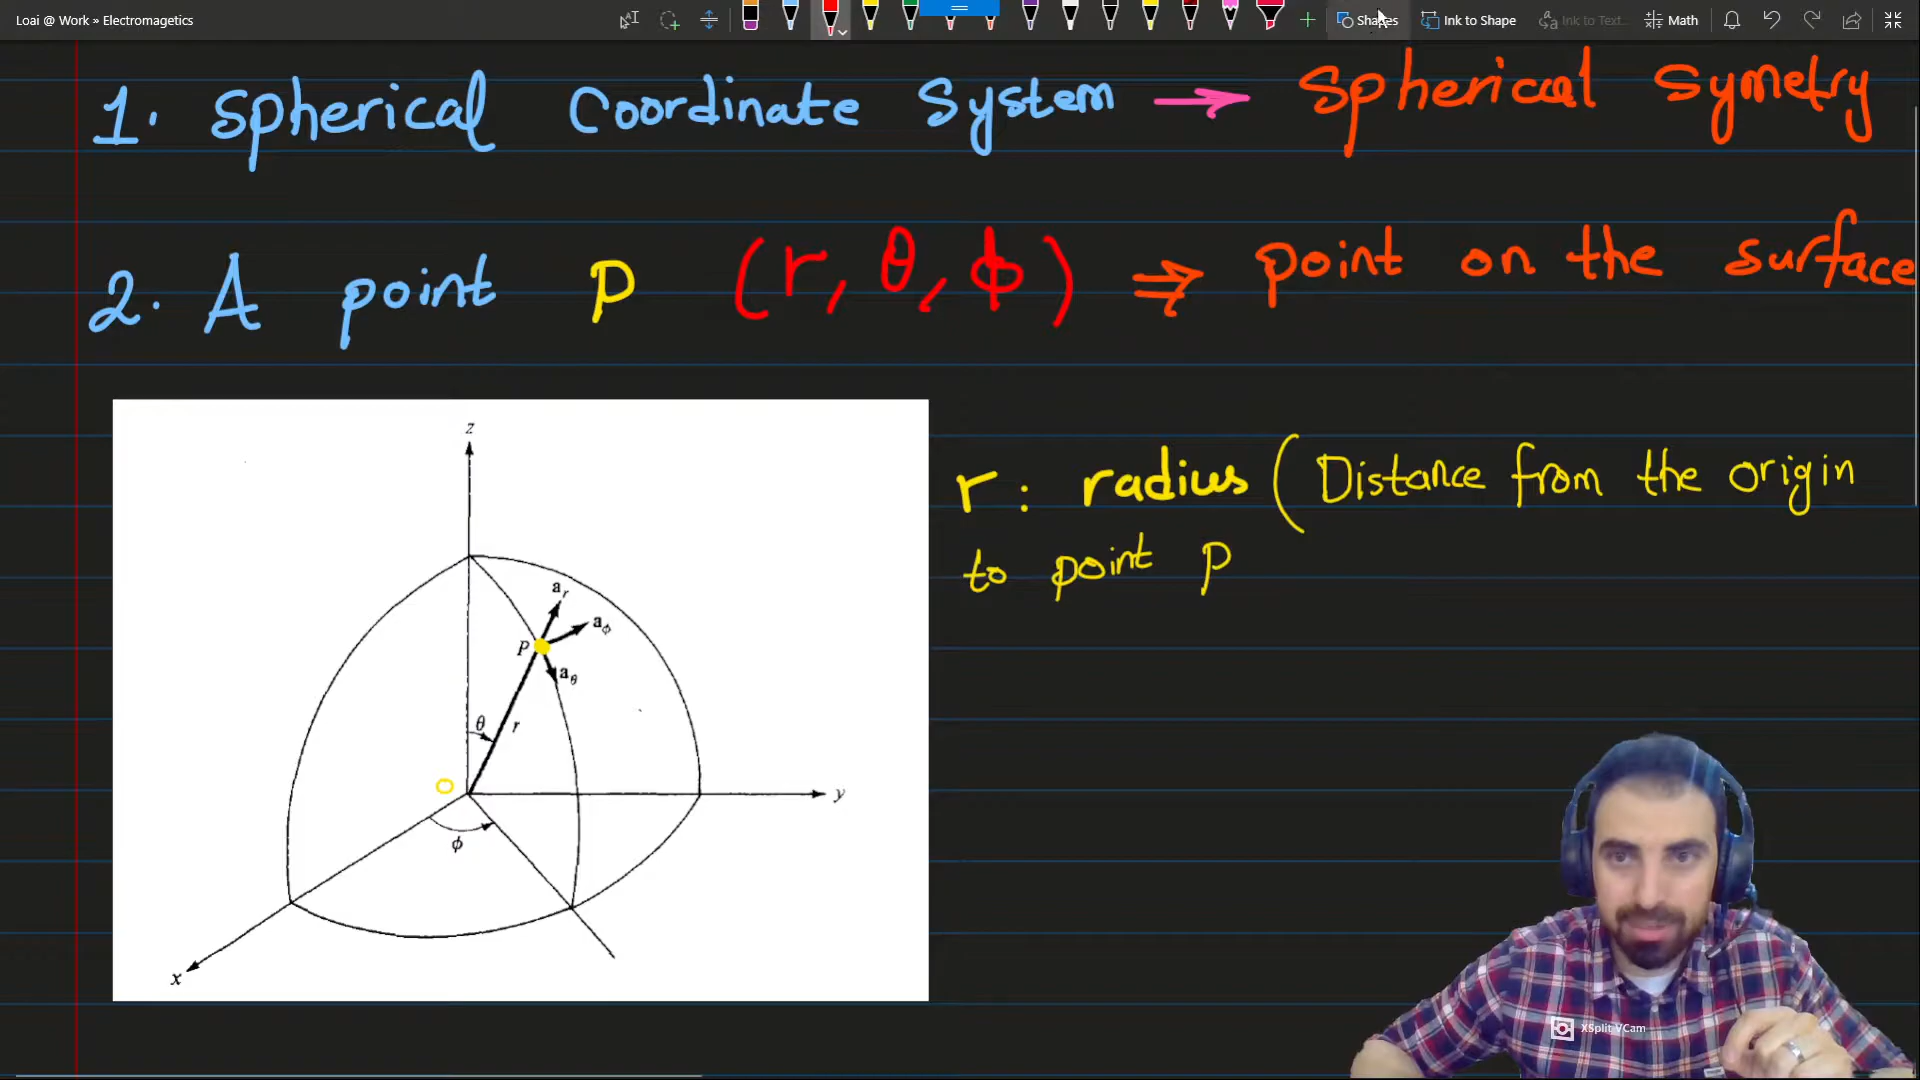 Loai @ Work » Electromagetics
Shapes Ink to Shape Ink to Text... Math
1. Spherical Coordinate System → Spherical Symetry
2. A point P (r, θ, ϕ) ⇒ point on the surface
r : radius ( Distance from the origin
to point P
z
a_r
a_ϕ
P
a_θ
θ
r
O
y
ϕ
x
XSplit VCam